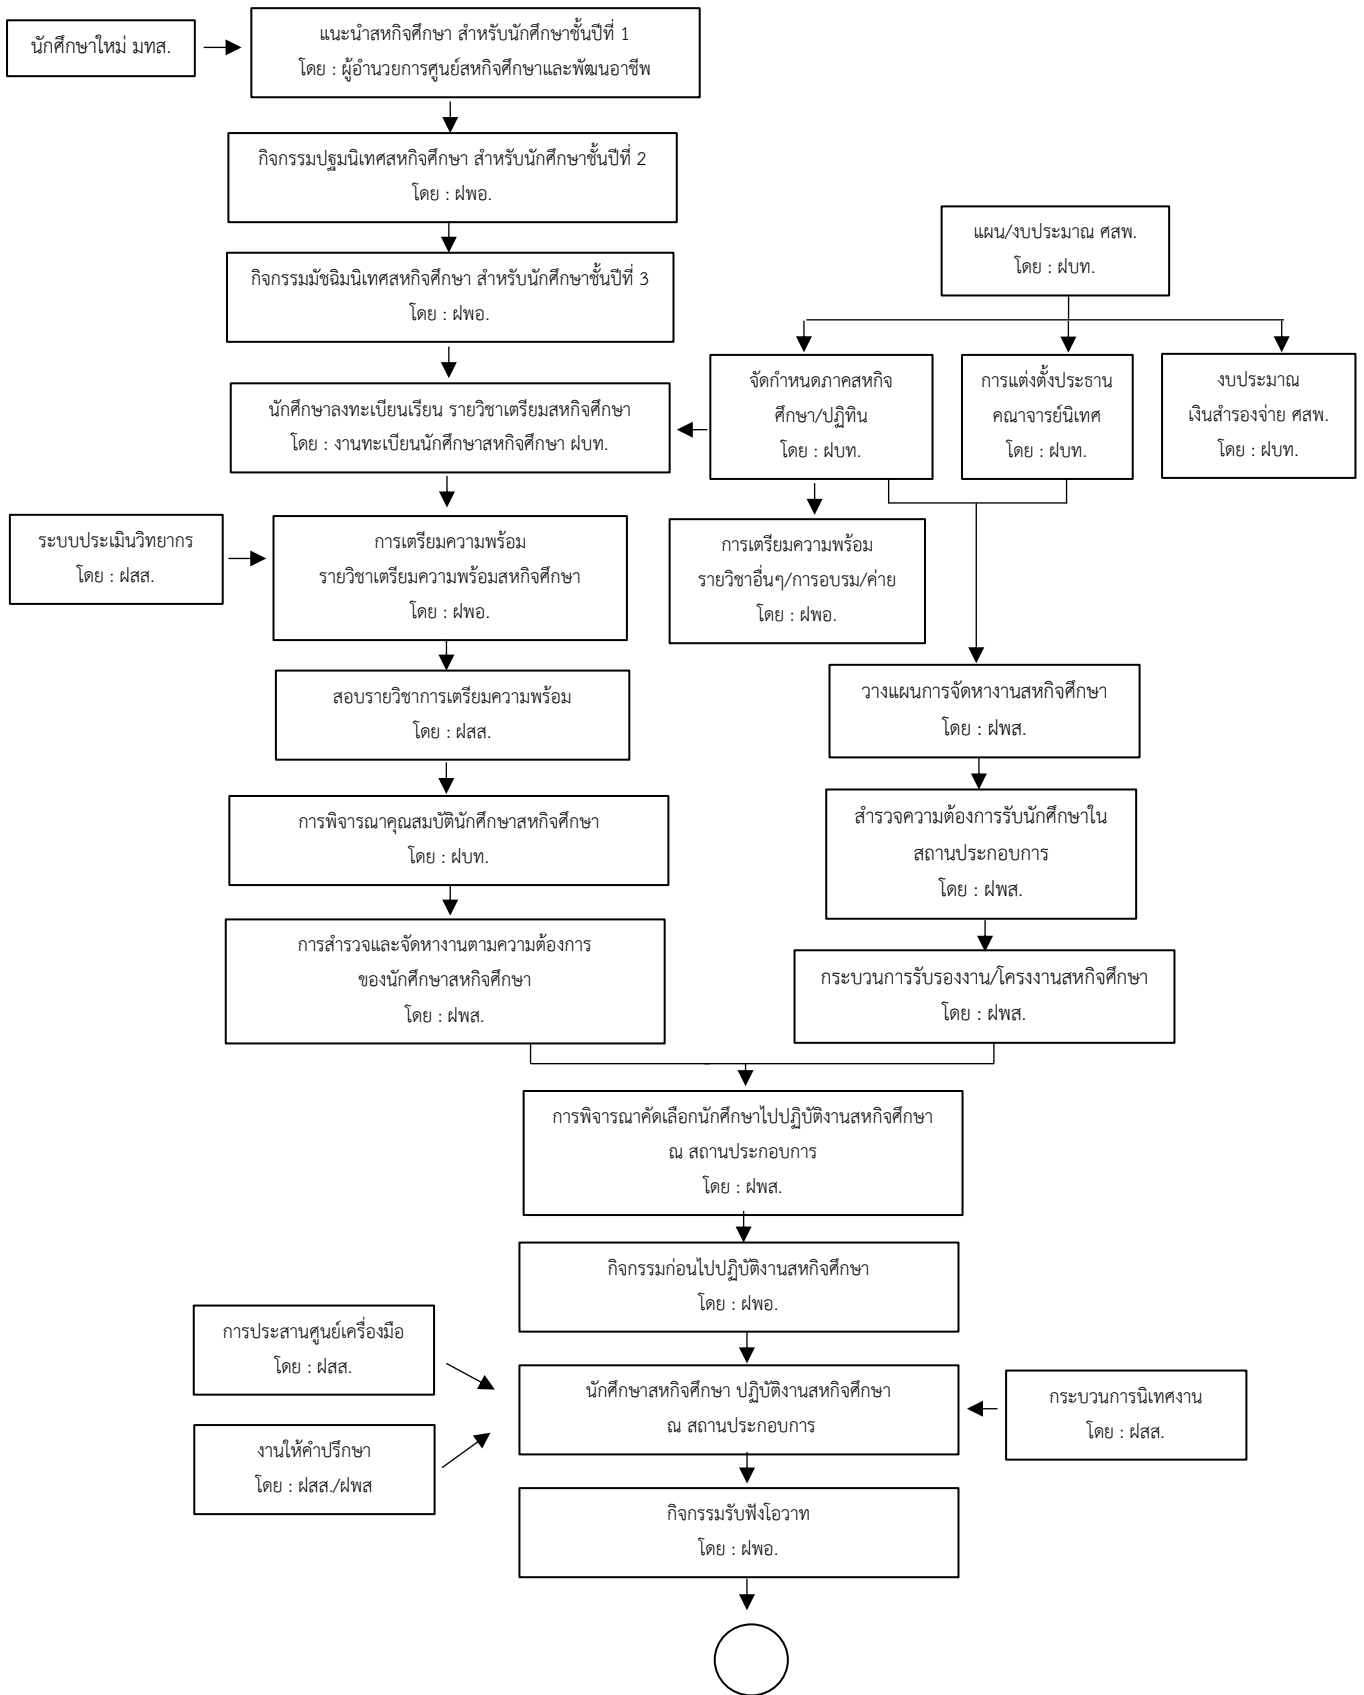 นักศึกษาใหม่ มทส.
แนะนำสหกิจศึกษา สำหรับนักศึกษาชั้นปีที่ 1
โดย : ผู้อำนวยการศูนย์สหกิจศึกษาและพัฒนอาชีพ
กิจกรรมปฐมนิเทศสหกิจศึกษา สำหรับนักศึกษาชั้นปีที่ 2
โดย : ฝพอ.
กิจกรรมมัชฉิมนิเทศสหกิจศึกษา สำหรับนักศึกษาชั้นปีที่ 3
โดย : ฝพอ.
แผน/งบประมาณ ศสพ.
โดย : ฝบท.
นักศึกษาลงทะเบียนเรียน รายวิชาเตรียมสหกิจศึกษา
โดย : งานทะเบียนนักศึกษาสหกิจศึกษา ฝบท.
จัดกำหนดภาคสหกิจ
ศึกษา/ปฏิทิน
โดย : ฝบท.
การแต่งตั้งประธาน
คณาจารย์นิเทศ
โดย : ฝบท.
งบประมาณ
เงินสำรองจ่าย ศสพ.
โดย : ฝบท.
ระบบประเมินวิทยากร
โดย : ฝสส.
การเตรียมความพร้อม
รายวิชาเตรียมความพร้อมสหกิจศึกษา
โดย : ฝพอ.
การเตรียมความพร้อม
รายวิชาอื่นๆ/การอบรม/ค่าย
โดย : ฝพอ.
สอบรายวิชาการเตรียมความพร้อม
โดย : ฝสส.
วางแผนการจัดหางานสหกิจศึกษา
โดย : ฝพส.
การพิจารณาคุณสมบัตินักศึกษาสหกิจศึกษา
โดย : ฝบท.
สำรวจความต้องการรับนักศึกษาใน
สถานประกอบการ
โดย : ฝพส.
การสำรวจและจัดหางานตามความต้องการ
ของนักศึกษาสหกิจศึกษา
โดย : ฝพส.
กระบวนการรับรองงาน/โครงงานสหกิจศึกษา
โดย : ฝพส.
การพิจารณาคัดเลือกนักศึกษาไปปฏิบัติงานสหกิจศึกษา
ณ สถานประกอบการ
โดย : ฝพส.
กิจกรรมก่อนไปปฏิบัติงานสหกิจศึกษา
โดย : ฝพอ.
การประสานศูนย์เครื่องมือ
โดย : ฝสส.
นักศึกษาสหกิจศึกษา ปฏิบัติงานสหกิจศึกษา
ณ สถานประกอบการ
กระบวนการนิเทศงาน
โดย : ฝสส.
งานให้คำปรึกษา
โดย : ฝสส./ฝพส
กิจกรรมรับฟังโอวาท
โดย : ฝพอ.